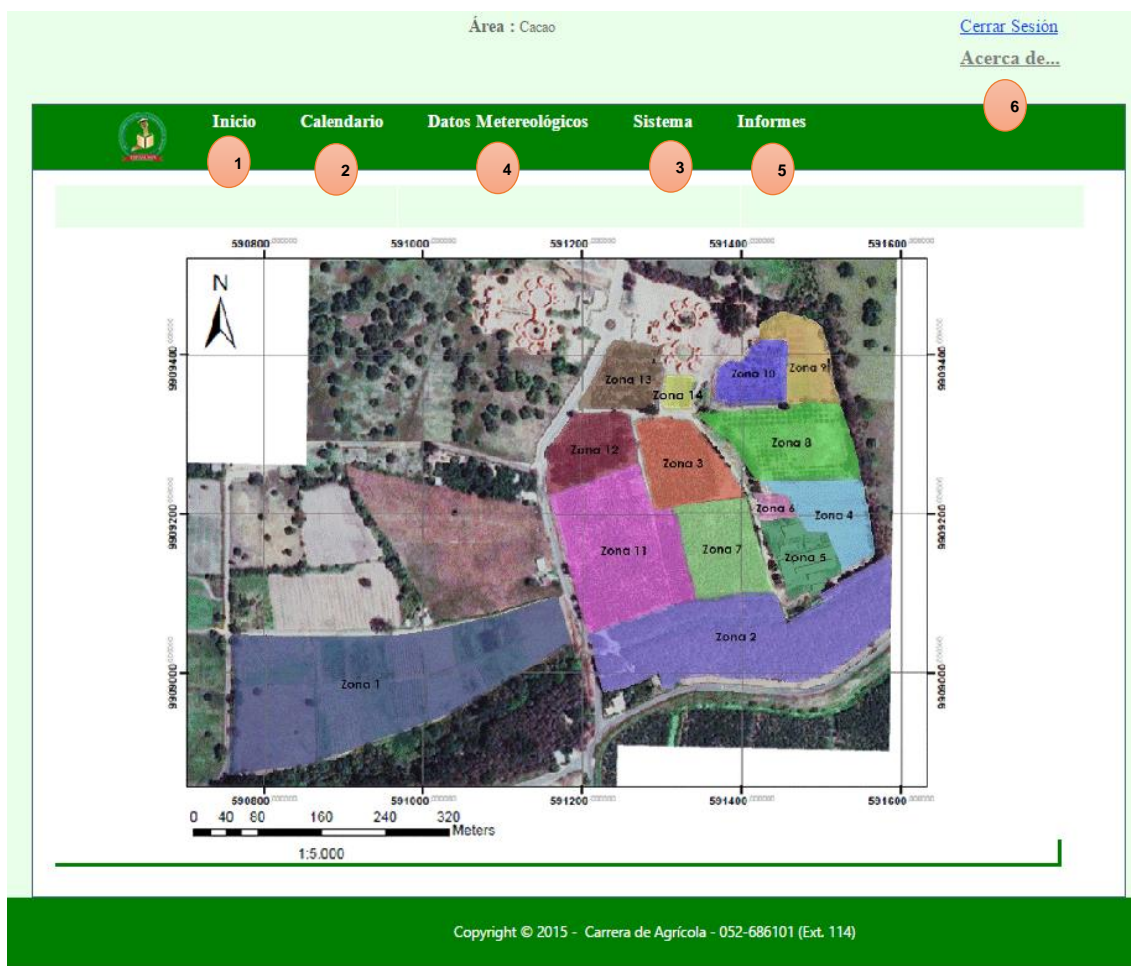 Área : Cacao
Cerrar Sesión
Acerca de...
6
Inicio Calendario Datos Metereológicos Sistema Informes
1 2 4 3 5
590800 591000 591200 591400 591600
N
9909400 9909400
Zona 10 Zona 9
Zona 13
Zona 14
Zona 8
Zona 12
Zona 3
9909200 9909200
Zona 6
Zona 4
Zona 11 Zona 7
Zona 5
Zona 2
9909000 9909000
Zona 1
590800 591000 591200 591400 591600
0 40 80 160 240 320
Meters
1:5.000
Copyright © 2015 - Carrera de Agrícola - 052-686101 (Ext. 114)